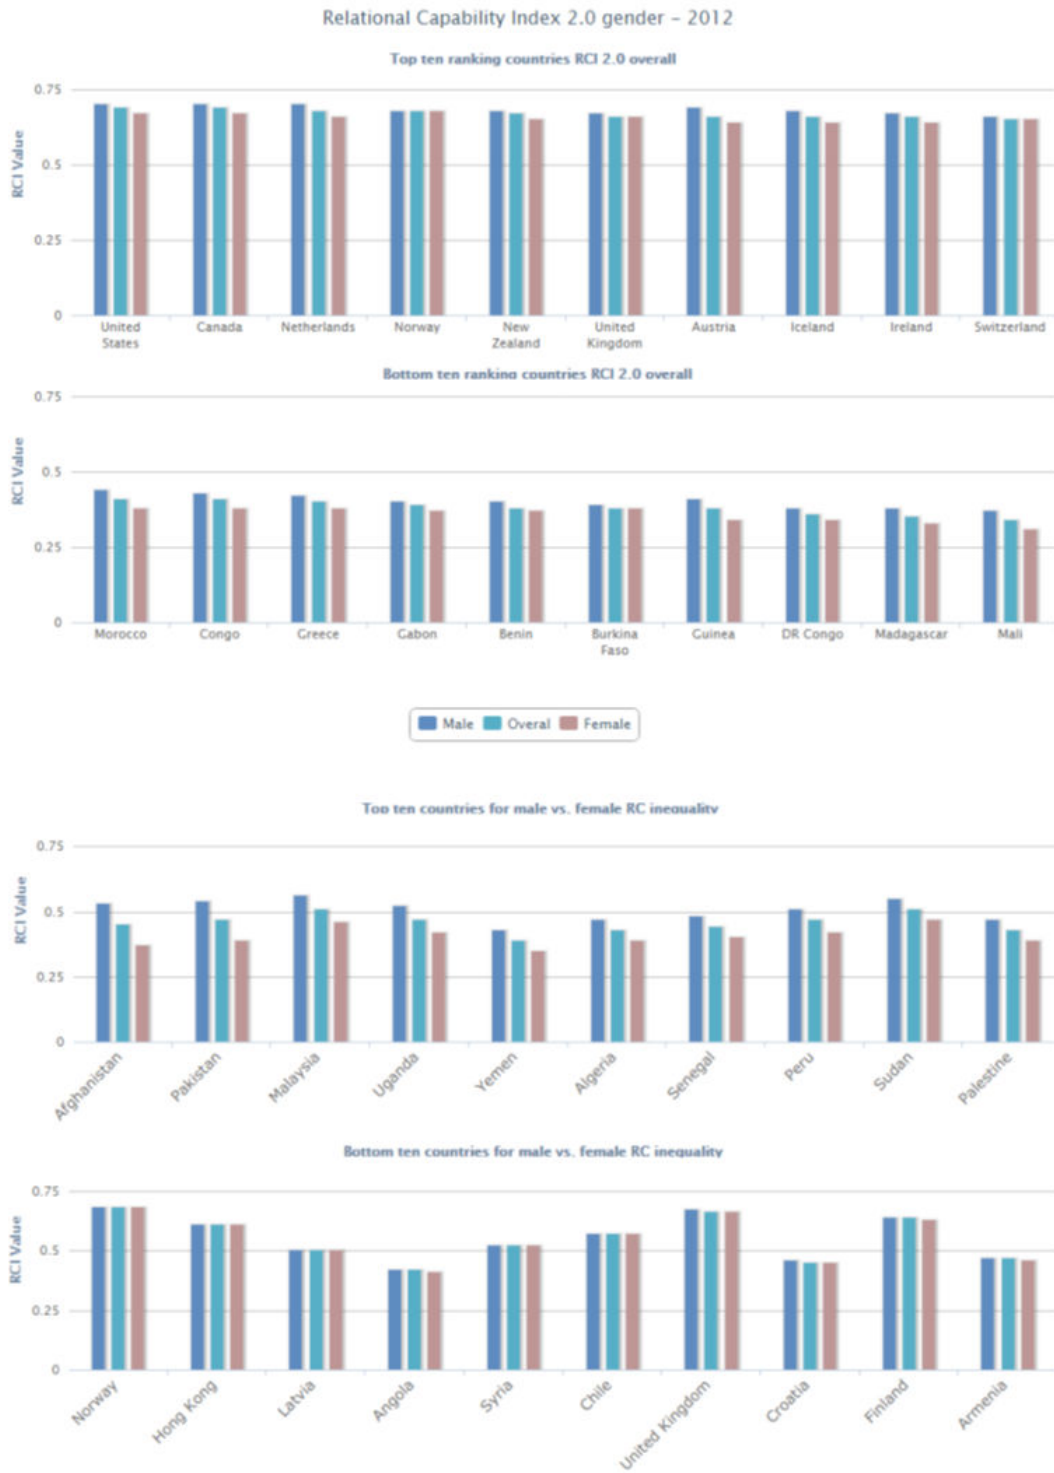 Relational Capability Index 2.0 gender - 2012
Top ten ranking countries RCI 2.0 overall
RCI Value
0.75
0.5
0.25
0
United States
Canada
Netherlands
Norway
New Zealand
United Kingdom
Austria
Iceland
Ireland
Switzerland
Bottom ten ranking countries RCI 2.0 overall
RCI Value
0.75
0.5
0.25
0
Morocco
Congo
Greece
Gabon
Benin
Burkina Faso
Guinea
DR Congo
Madagascar
Mali
Male Overal Female
Top ten countries for male vs. female RC inequality
RCI Value
0.75
0.5
0.25
0
Afghanistan
Pakistan
Malaysia
Uganda
Yemen
Algeria
Senegal
Peru
Sudan
Palestine
Bottom ten countries for male vs. female RC inequality
RCI Value
0.75
0.5
0.25
0
Norway
Hong Kong
Latvia
Angola
Syria
Chile
United Kingdom
Croatia
Finland
Armenia